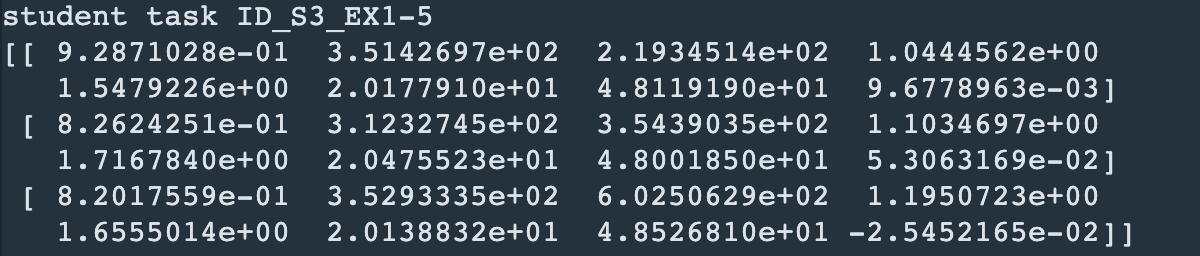 student task ID_S3_EX1-5
[[ 9.2871028e-01 3.5142697e+02 2.1934514e+02 1.0444562e+00
1.5479226e+00 2.0177910e+01 4.8119190e+01 9.6778963e-03]
[ 8.2624251e-01 3.1232745e+02 3.5439035e+02 1.1034697e+00
1.7167840e+00 2.0475523e+01 4.8001850e+01 5.3063169e-02]
[ 8.2017559e-01 3.5293335e+02 6.0250629e+02 1.1950723e+00
1.6555014e+00 2.0138832e+01 4.8526810e+01 -2.5452165e-02]]